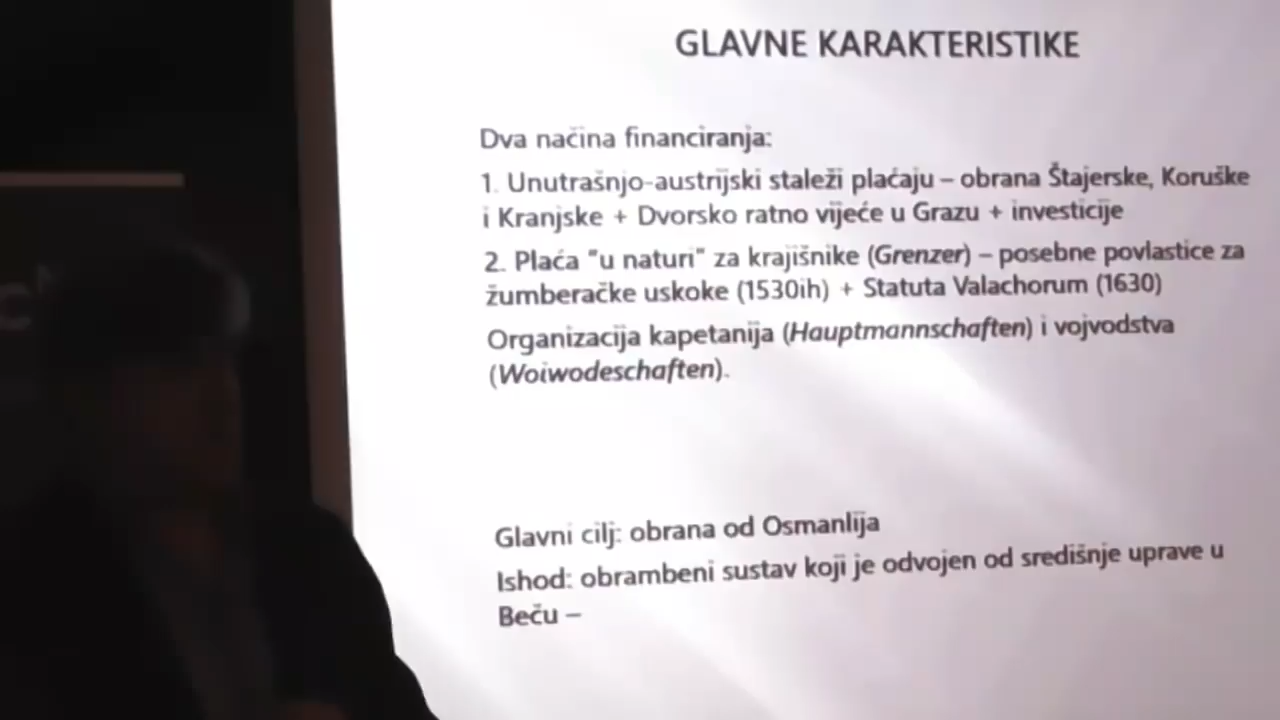 GLAVNE KARAKTERISTIKE
Dva načina financiranja:
1. Unutrašnjo-austrijski staleži plaćaju – obrana Štajerske, Koruške
i Kranjske + Dvorsko ratno vijeće u Grazu + investicije
2. Plaća "u naturi" za krajišnike (Grenzer) – posebne povlastice za
žumberačke uskoke (1530ih) + Statuta Valachorum (1630)
Organizacija kapetanija (Hauptmannschaften) i vojvodstva
(Woiwodeschaften).
Glavni cilj: obrana od Osmanlija
Ishod: obrambeni sustav koji je odvojen od središnje uprave u
Beču –